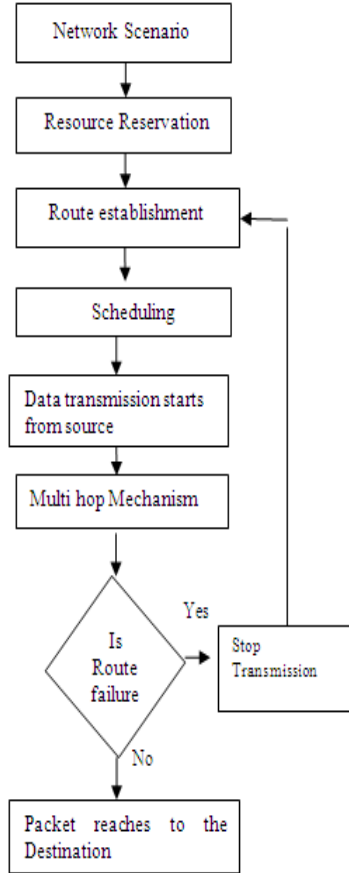 Network Scenario
Resource Reservation
Route establishment
Scheduling
Data transmission starts
from source
Multi hop Mechanism
Is
Route
failure
Yes
Stop
Transmission
No
Packet reaches to the
Destination